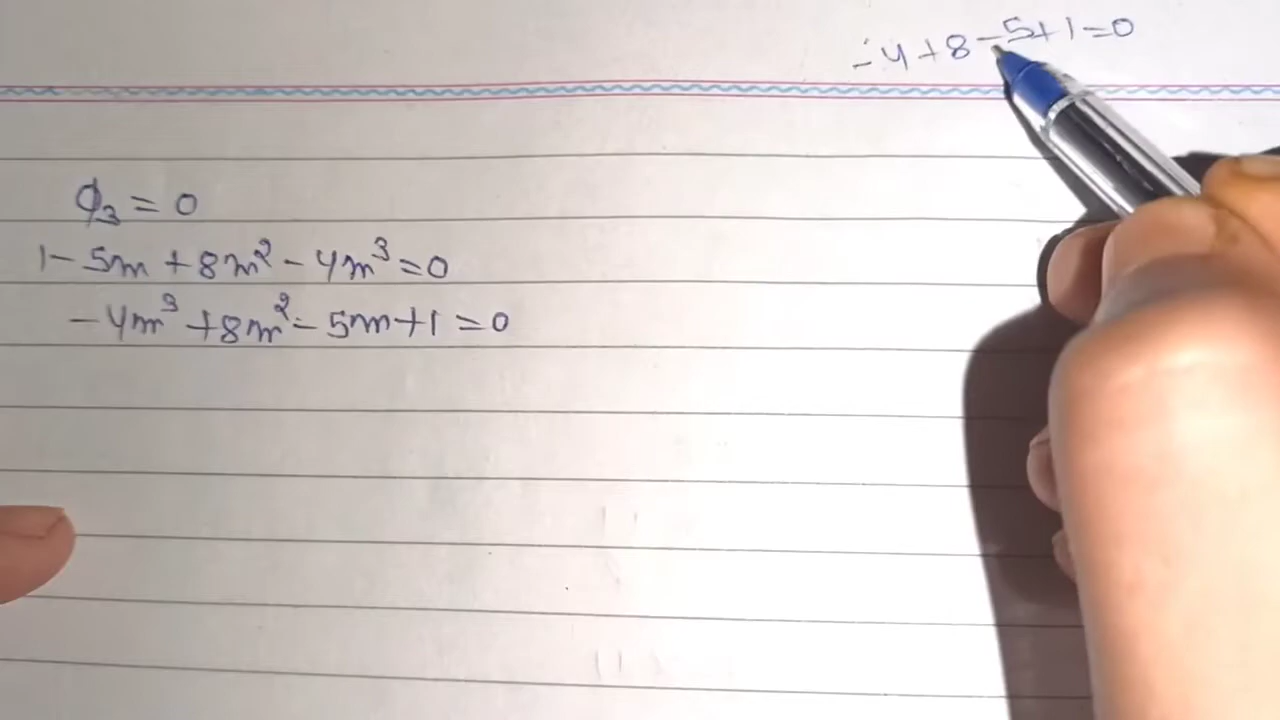 -4+8-5+1=0
ϕ₃ = 0
1-5m+8m²-4m³=0
-4m³+8m²-5m+1=0